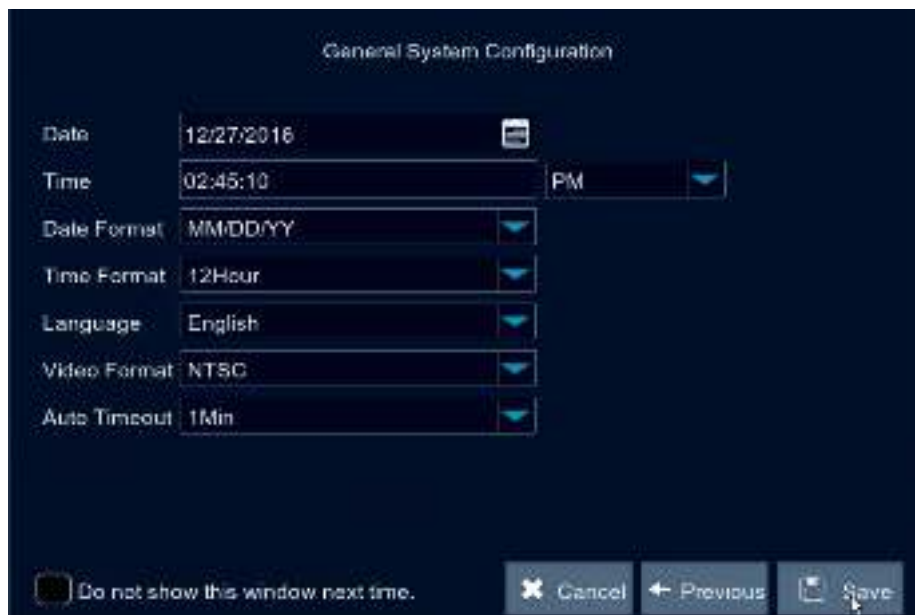 General System Configuration
Date 12/27/2016
Time 02:45:10 PM
Date Format MM/DD/YY
Time Format 12Hour
Language English
Video Format NTSC
Auto Timeout 1Min
Do not show this window next time.
Cancel Previous Save